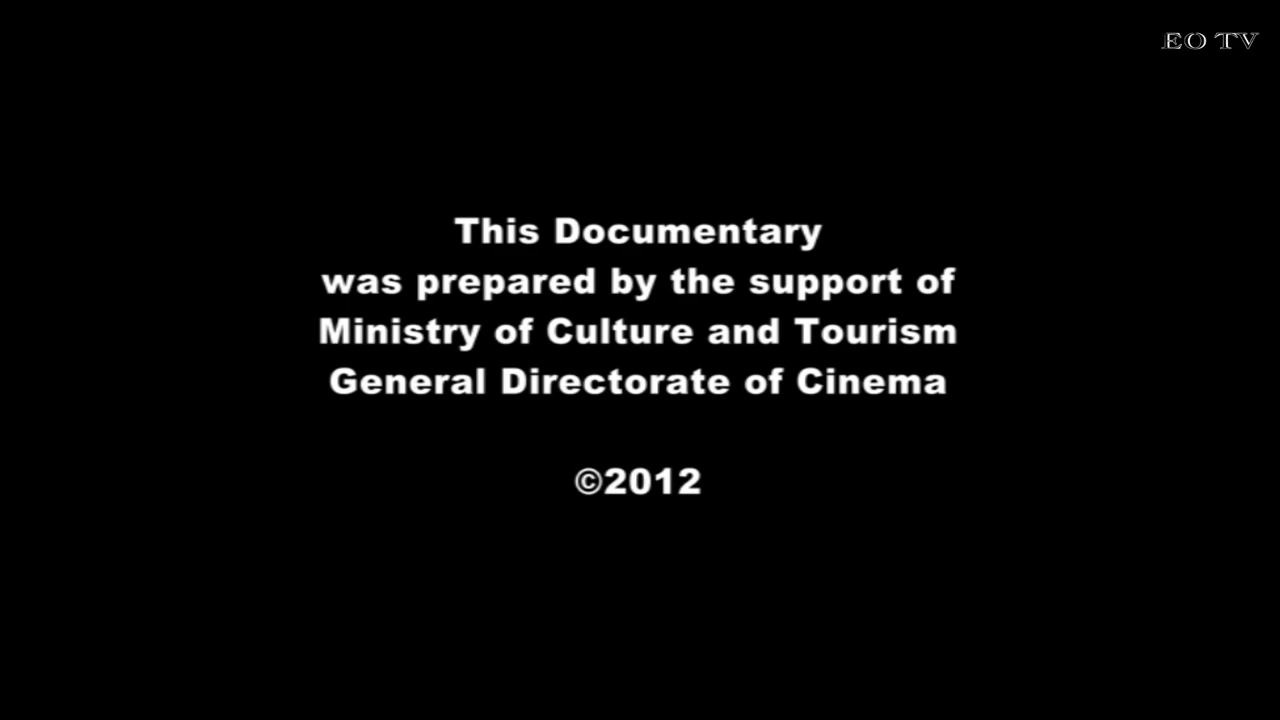 EO TV
This Documentary
was prepared by the support of
Ministry of Culture and Tourism
General Directorate of Cinema
©2012